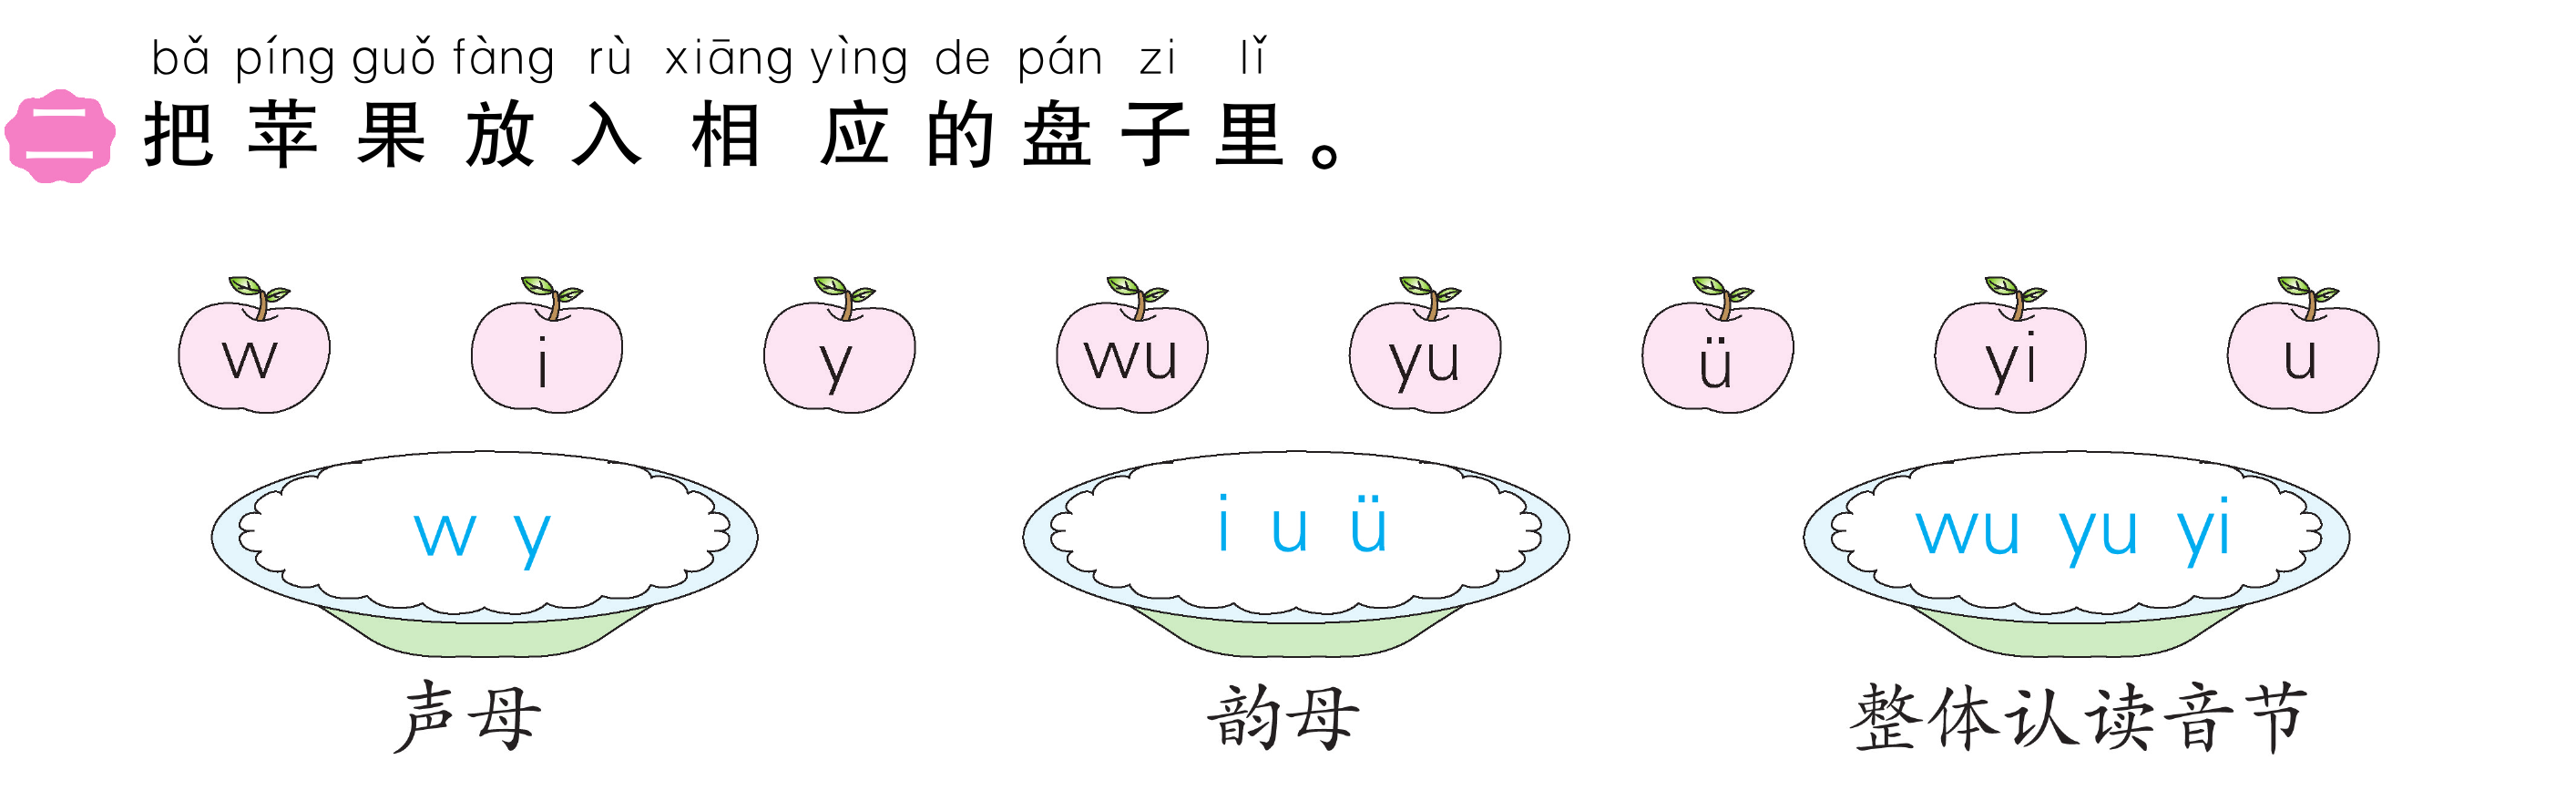 bǎ píng guǒ fàng rù xiāng yìng de pán zi lǐ
二 把苹果放入相应的盘子里。
w i y wu yu ü yi u
w y i u ü wu yu yi
声母 韵母 整体认读音节